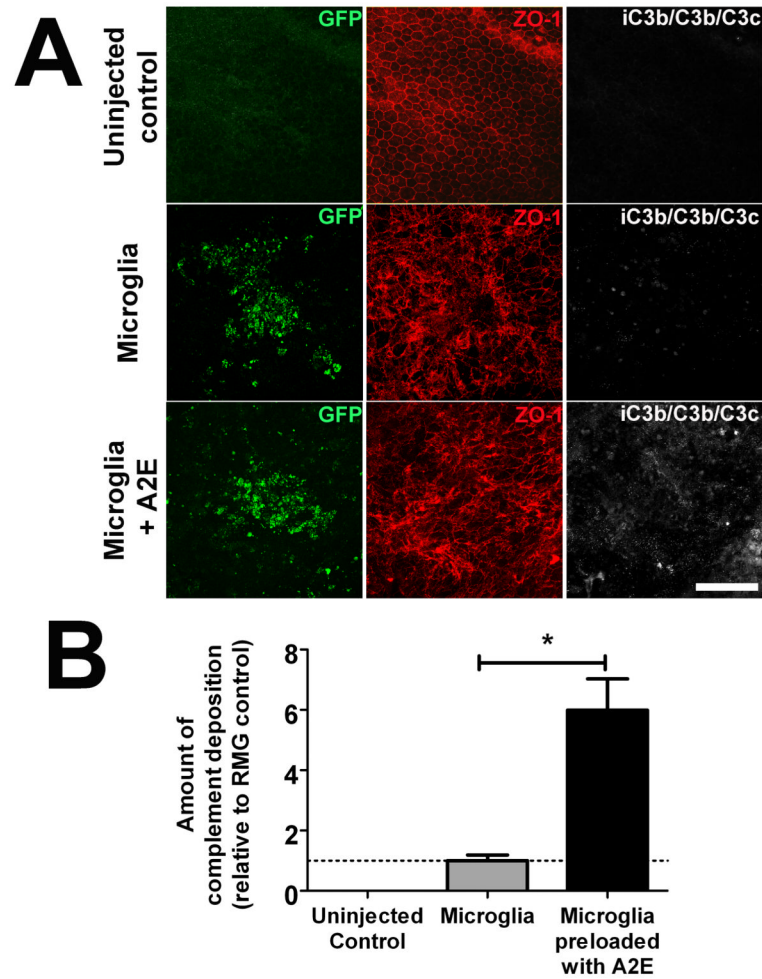 A
Uninjected
control
GFP
ZO-1
iC3b/C3b/C3c
Microglia
GFP
ZO-1
iC3b/C3b/C3c
Microglia
+ A2E
GFP
ZO-1
iC3b/C3b/C3c
B
Amount of
complement deposition
(relative to RMG control)
8
6
4
2
0
*
Uninjected
Control
Microglia
Microglia
preloaded
with A2E